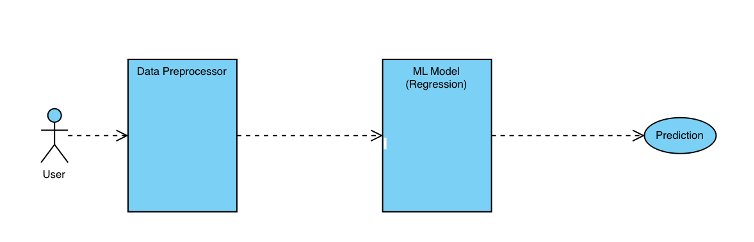 Data Preprocessor
ML Model
(Regression)
Prediction
User